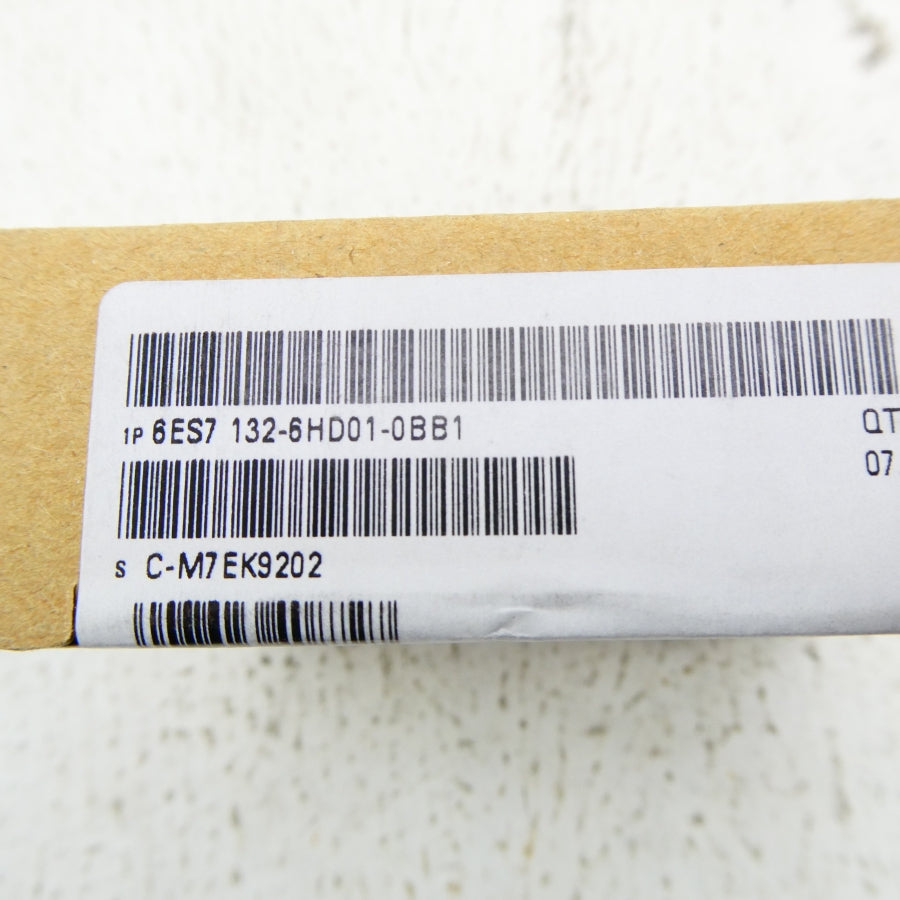 1P 6ES7 132-6HD01-0BB1
QT
07
S C-M7EK9202